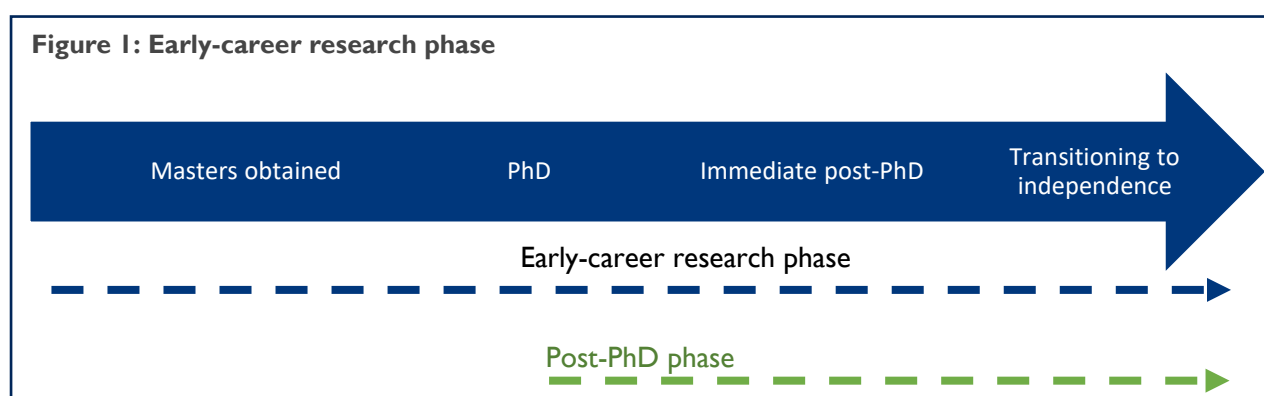 Figure 1: Early-career research phase
Masters obtained
PhD
Immediate post-PhD
Transitioning to
independence
Early-career research phase
Post-PhD phase